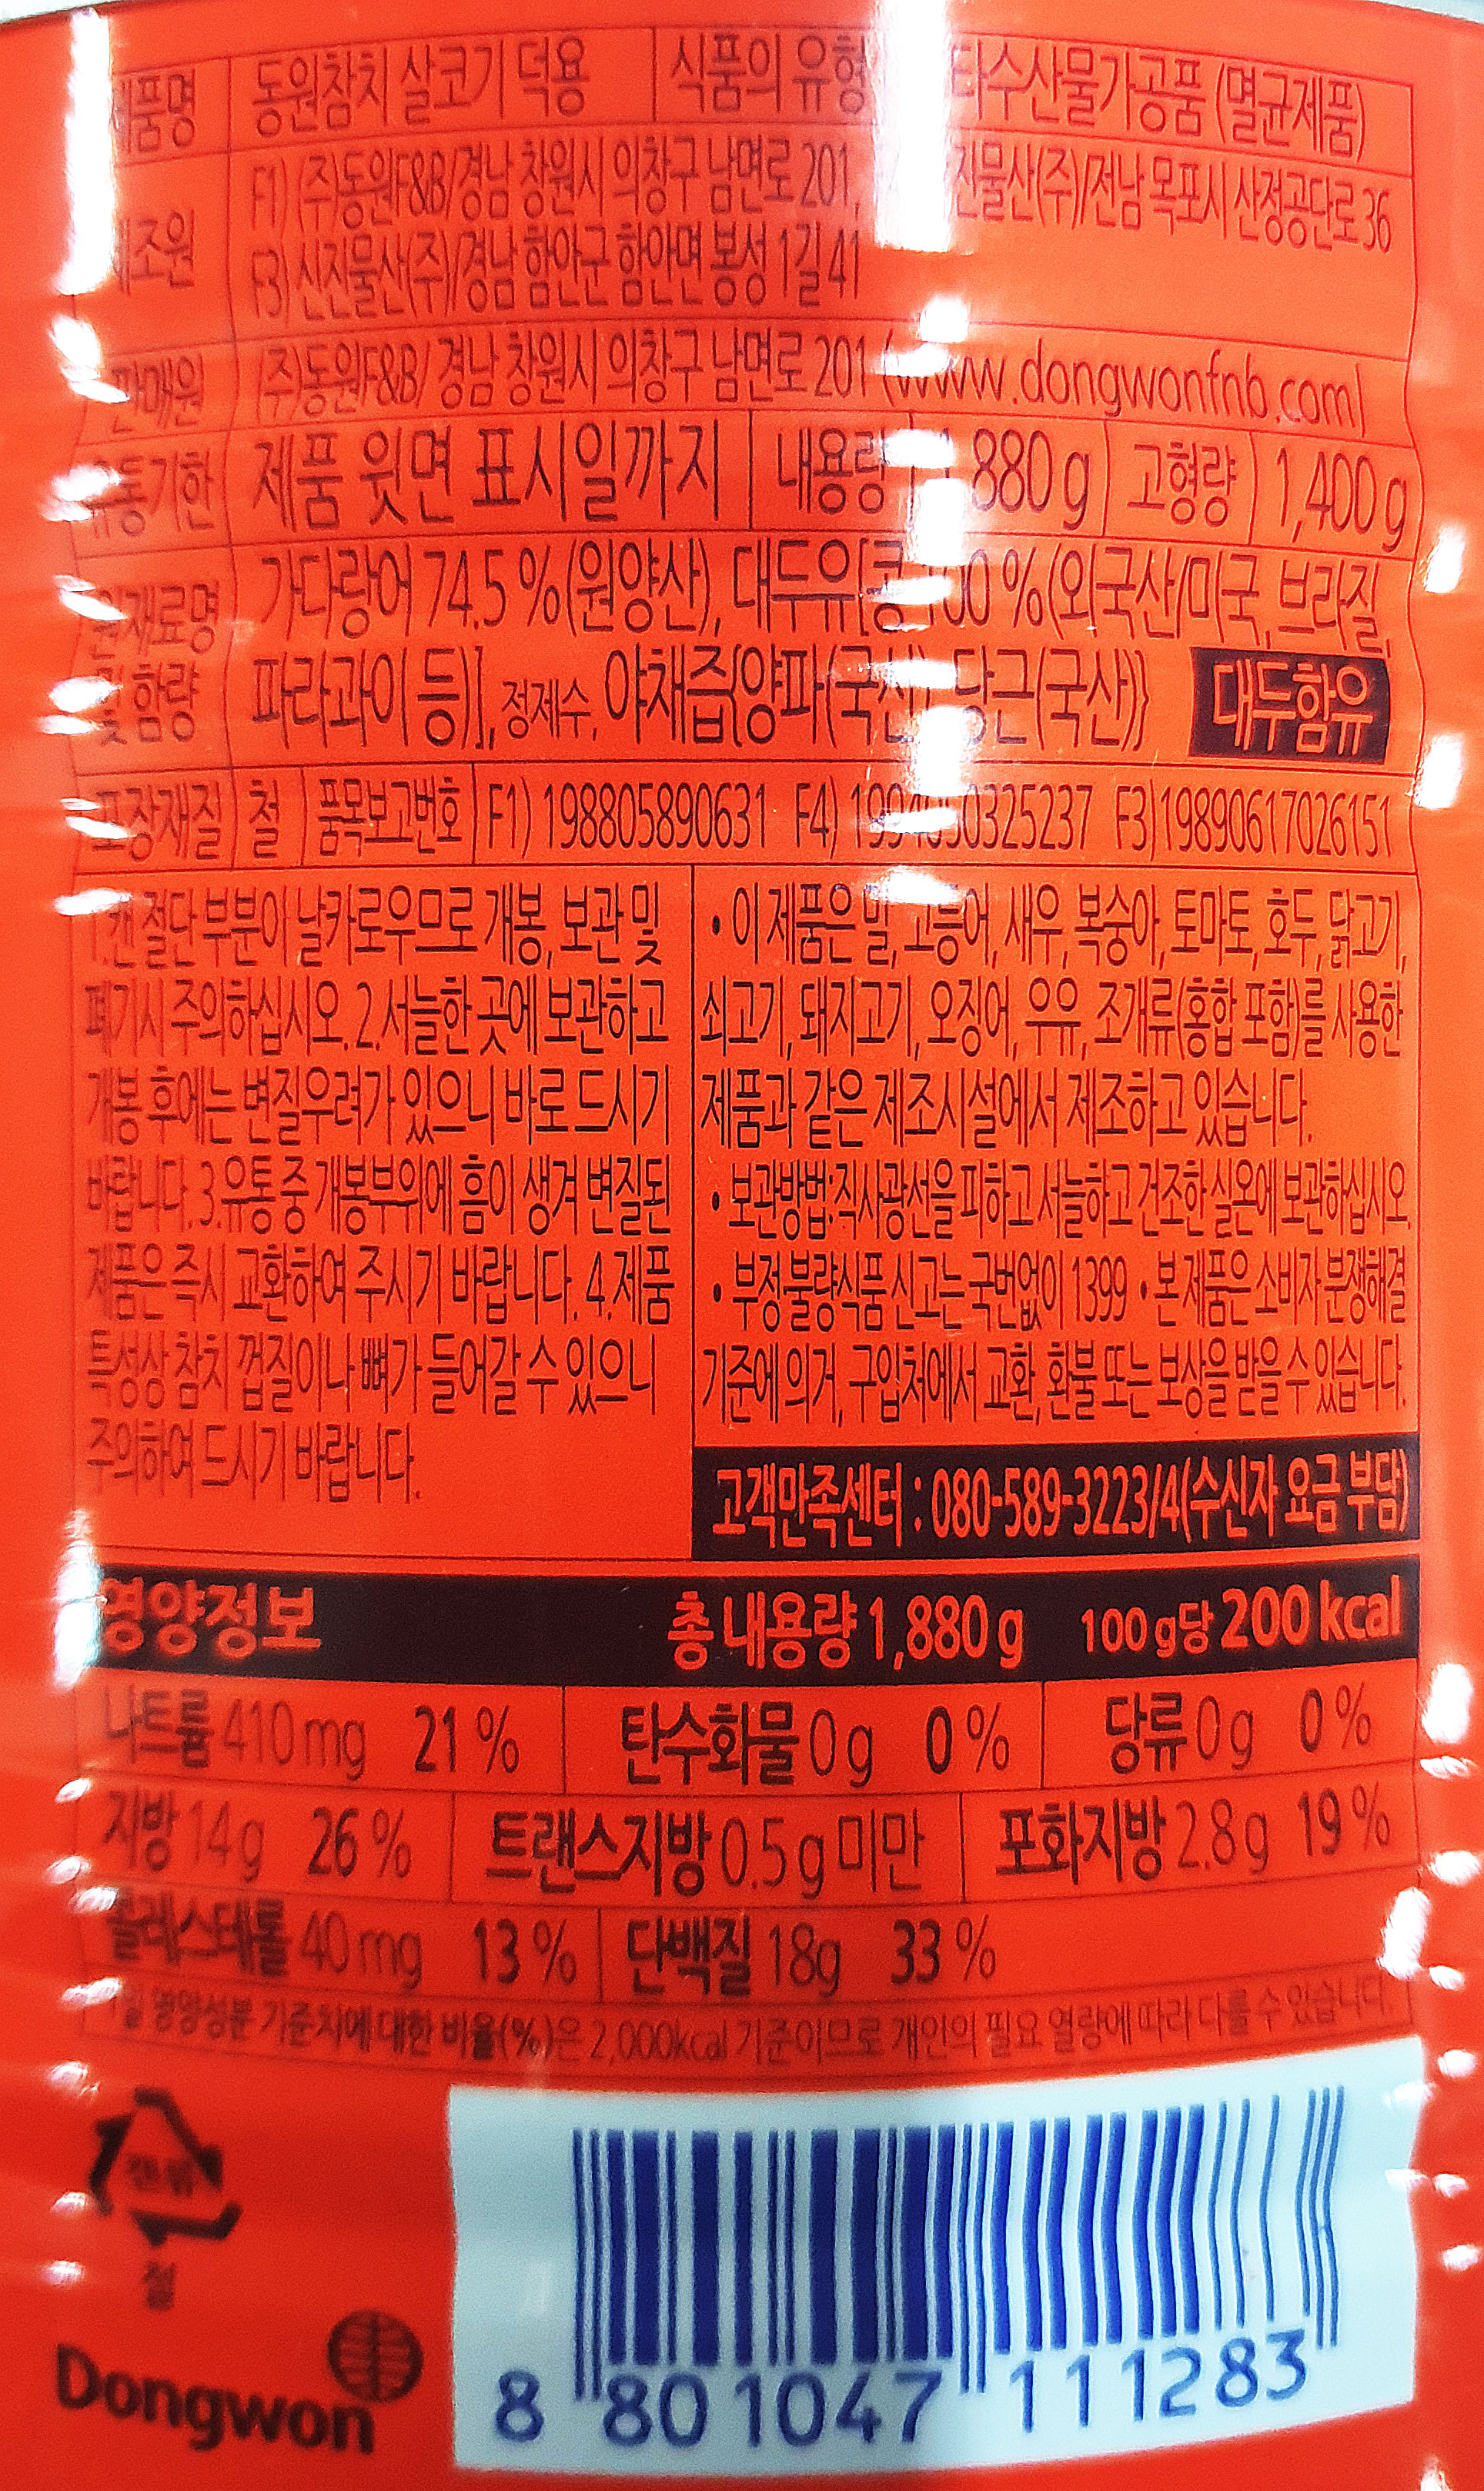 제품명 동원참치 살코기 덕용 식품의 유형 타수산물가공품 (멸균제품)
제조원 F1) (주)동원F&B/경남 창원시 의창구 남면로 201, 진물산(주)/전남 목포시 산정공단로 36
F3) 신진물산(주)/경남 함안군 함안면 봉성 1길 41
판매원 (주)동원F&B/ 경남 창원시 의창구 남면로 201 (www.dongwonfnb.com)
유통기한 제품 윗면 표시일까지 내용량 1,880 g 고형량 1,400 g
원재료명 가다랑어 74.5 %(원양산), 대두유[콩 100 %(외국산/미국, 브라질,
및 함량 파라과이 등)], 정제수, 야채즙{양파(국산), 당근(국산)} 대두함유
포장재질 철 품목보고번호 F1) 198805890631 F4) F3)19890617026151
1.캔 절단 부분이 날카로우므로 개봉, 보관 및
폐기시 주의하십시오. 2.서늘한 곳에 보관하고
개봉 후에는 변질우려가 있으니 바로 드시기
바랍니다. 3.유통 중 개봉부위에 흠이 생겨 변질된
제품은 즉시 교환하여 주시기 바랍니다. 4.제품
특성상 참치 껍질이나 뼈가 들어갈 수 있으니
주의하여 드시기 바랍니다.
• 이 제품은 밀, 고등어, 새우, 복숭아, 토마토, 호두, 닭고기,
쇠고기, 돼지고기, 오징어, 우유, 조개류(홍합 포함)를 사용한
제품과 같은 제조시설에서 제조하고 있습니다.
• 보관방법:직사광선을 피하고 서늘하고 건조한 실온에 보관하십시오.
• 부정·불량식품 신고는 국번없이 1399 • 본 제품은 소비자 분쟁해결
기준에 의거, 구입처에서 교환, 환불 또는 보상을 받을 수 있습니다.
고객만족센터 : 080-589-3223/4(수신자 요금 부담)
영양정보 총 내용량 1,880 g 100 g당 200 kcal
나트륨 410 mg 21 % 탄수화물 0 g 0 % 당류 0 g 0 %
지방 14 g 26 % 트랜스지방 0.5 g 미만 포화지방 2.8 g 19 %
콜레스테롤 40 mg 13 % 단백질 18g 33 %
1일 영양성분 기준치에 대한 비율(%)은 2,000kcal 기준이므로 개인의 필요 열량에 따라 다를 수 있습니다.
캔류
철
Dongwon
8 801047 111283